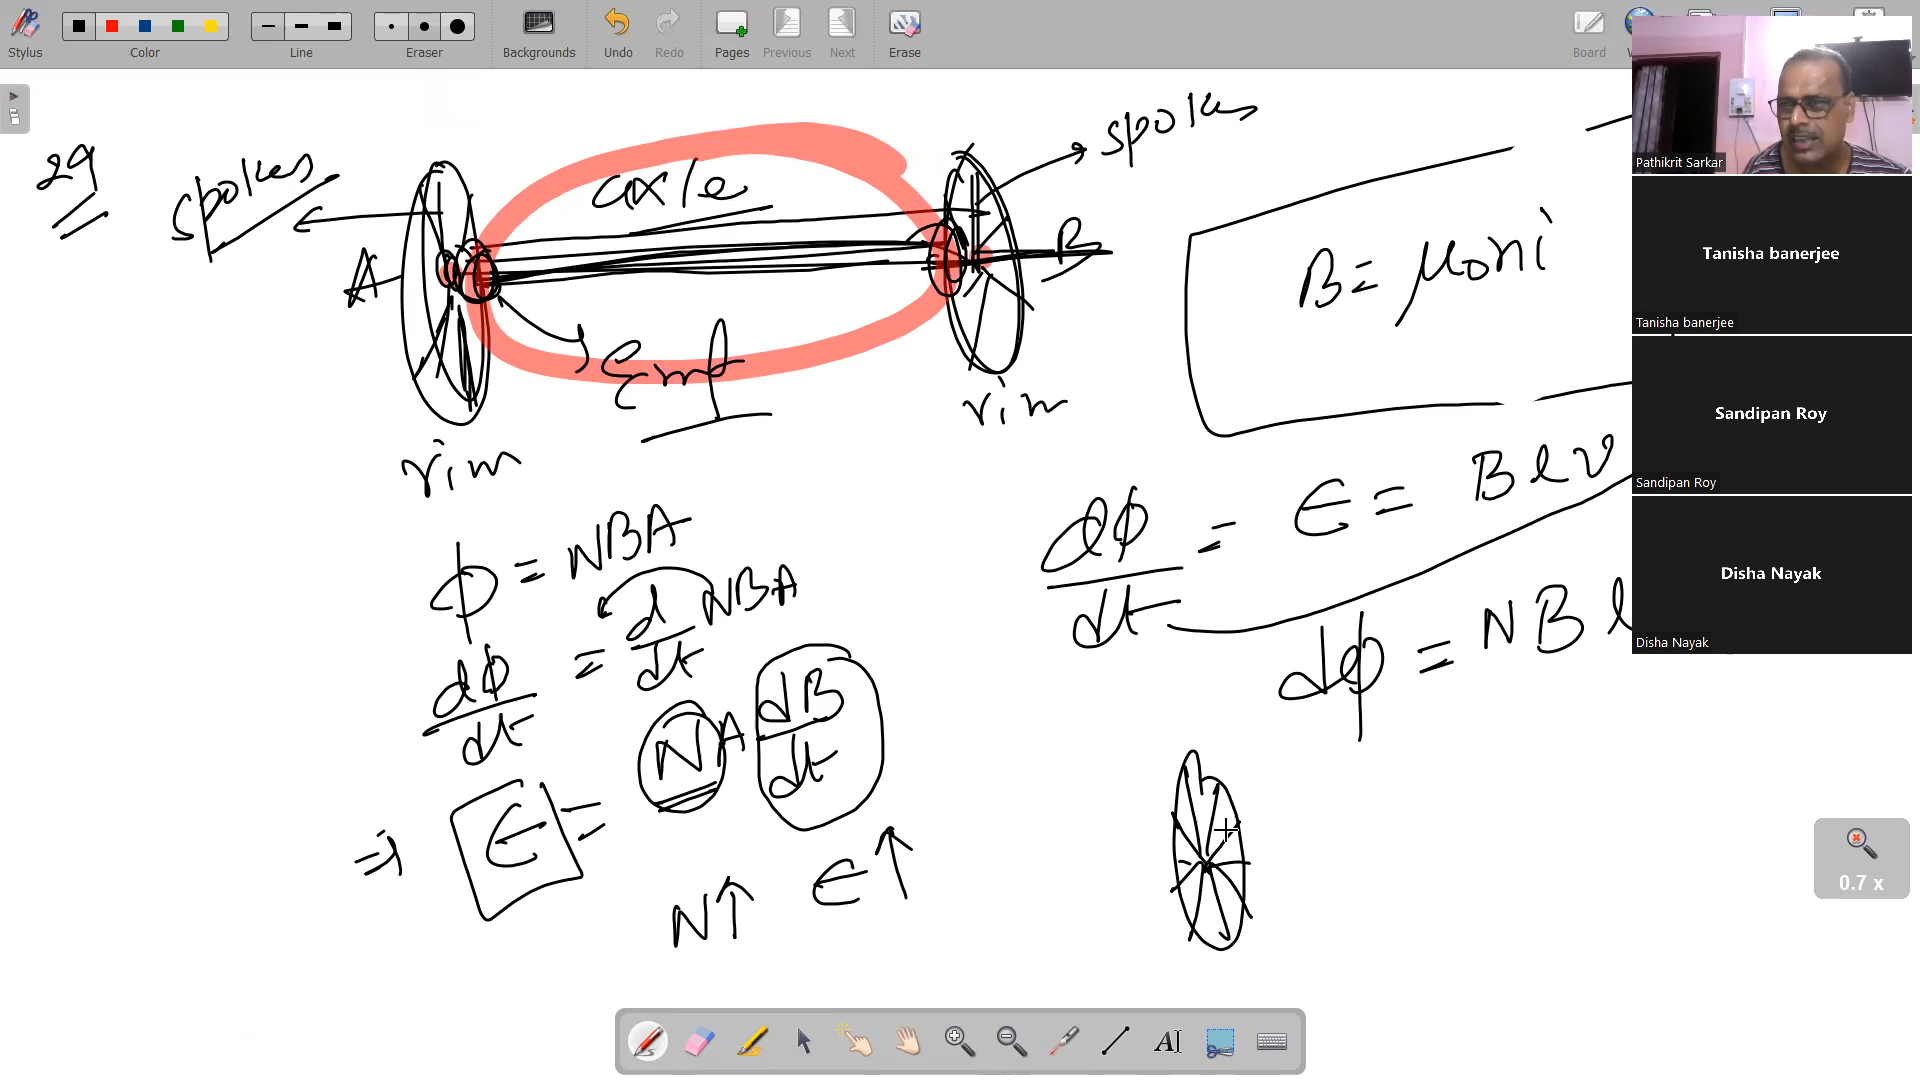 Stylus
Color
Line
Eraser
Backgrounds
Undo
Redo
Pages
Previous
Next
Erase
Board
29
spokes
axle
spokes
A
B
Emf
rim
rim
B = μ₀ni
ϕ = NBA
dϕ/dt = d/dt NBA
NA dB/dt
⇒ ϵ =
N↑ ϵ↑
dϕ/dt = ϵ = Blv
dϕ = NBl
Pathikrit Sarkar
Tanisha banerjee
Tanisha banerjee
Sandipan Roy
Sandipan Roy
Disha Nayak
Disha Nayak
0.7 x